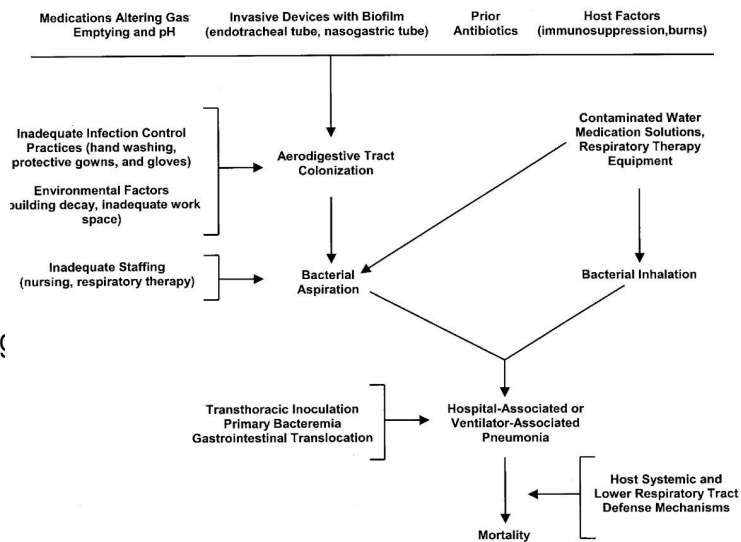 Medications Altering Gas
Emptying and pH
Invasive Devices with Biofilm
(endotracheal tube, nasogastric tube)
Prior
Antibiotics
Host Factors
(immunosuppression,burns)
Inadequate Infection Control
Practices (hand washing,
protective gowns, and gloves)
Environmental Factors
building decay, inadequate work
space)
Aerodigestive Tract
Colonization
Contaminated Water
Medication Solutions,
Respiratory Therapy
Equipment
Inadequate Staffing
(nursing, respiratory therapy)
Bacterial
Aspiration
Bacterial Inhalation
Transthoracic Inoculation
Primary Bacteremia
Gastrointestinal Translocation
Hospital-Associated or
Ventilator-Associated
Pneumonia
Host Systemic and
Lower Respiratory Tract
Defense Mechanisms
Mortality